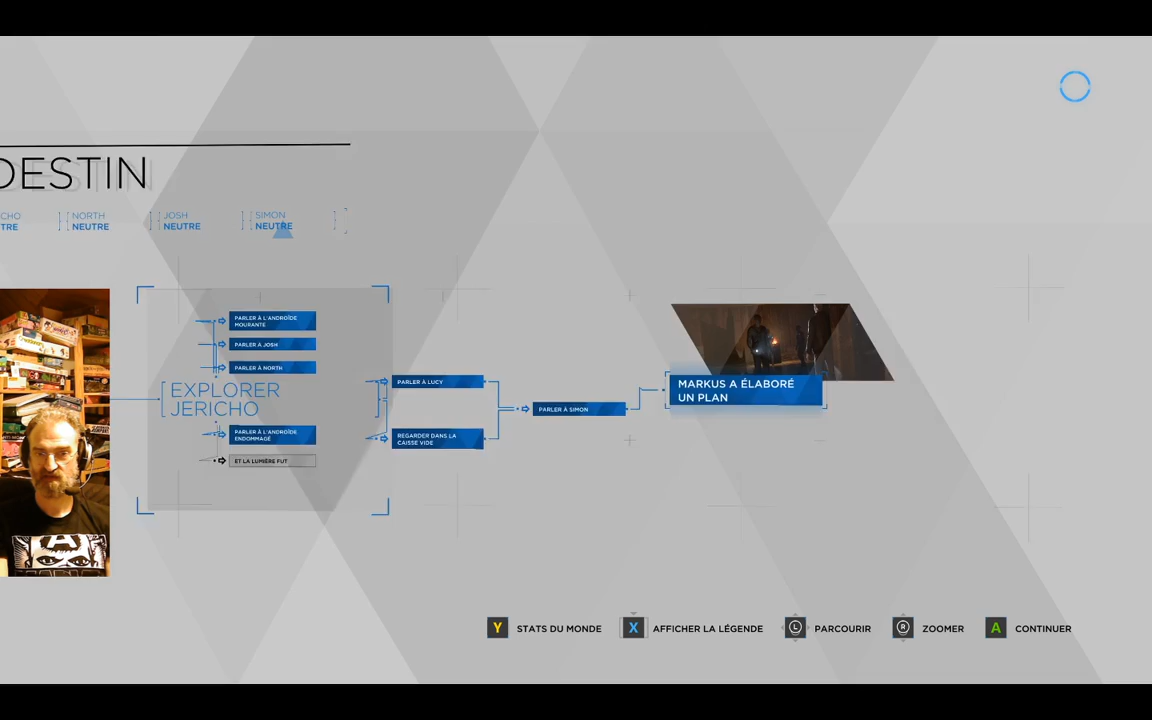 DESTIN
CHO
TRE
NORTH
NEUTRE
JOSH
NEUTRE
SIMON
NEUTRE
PARLER À L'ANDROÏDE
MOURANTE
PARLER À JOSH
PARLER À NORTH
EXPLORER
JERICHO
PARLER À L'ANDROÏDE
ENDOMMAGÉ
ET LA LUMIÈRE FUT
PARLER À LUCY
REGARDER DANS LA
CAISSE VIDE
PARLER À SIMON
MARKUS A ÉLABORÉ
UN PLAN
Y STATS DU MONDE
X AFFICHER LA LÉGENDE
L PARCOURIR
R ZOOMER
A CONTINUER